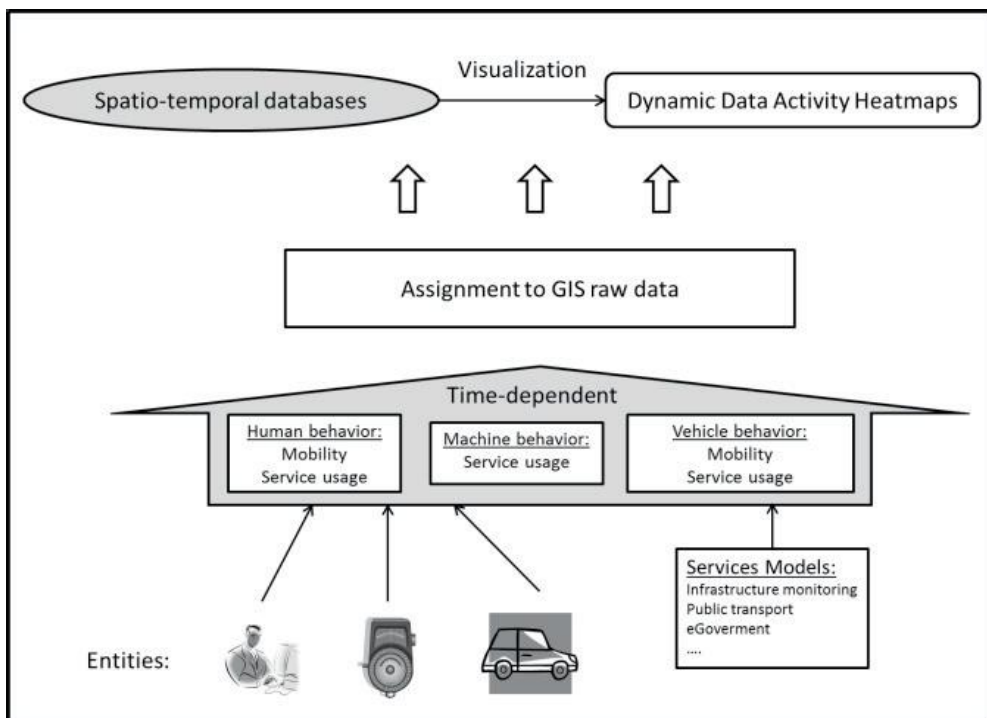 Visualization
Spatio-temporal databases
Dynamic Data Activity Heatmaps
Assignment to GIS raw data
Time-dependent
Human behavior:
Mobility
Service usage
Machine behavior:
Service usage
Vehicle behavior:
Mobility
Service usage
Services Models:
Infrastructure monitoring
Public transport
eGoverment
....
Entities: